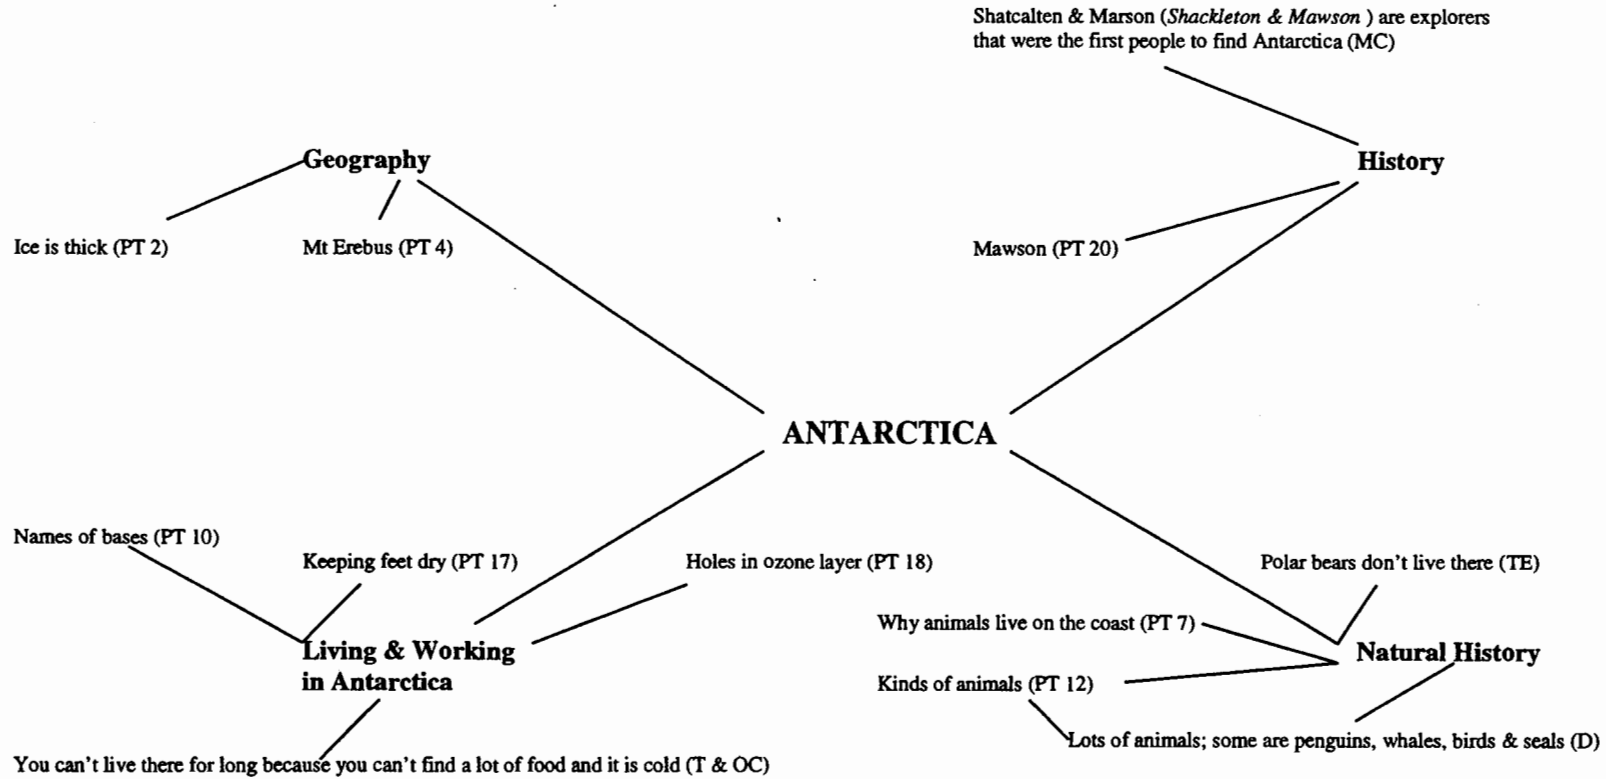 Shatcalten & Marson (Shackleton & Mawson ) are explorers
that were the first people to find Antarctica (MC)
Geography
History
Ice is thick (PT 2)
Mt Erebus (PT 4)
Mawson (PT 20)
ANTARCTICA
Names of bases (PT 10)
Keeping feet dry (PT 17)
Holes in ozone layer (PT 18)
Polar bears don't live there (TE)
Why animals live on the coast (PT 7)
Living & Working
in Antarctica
Natural History
Kinds of animals (PT 12)
Lots of animals; some are penguins, whales, birds & seals (D)
You can't live there for long because you can't find a lot of food and it is cold (T & OC)